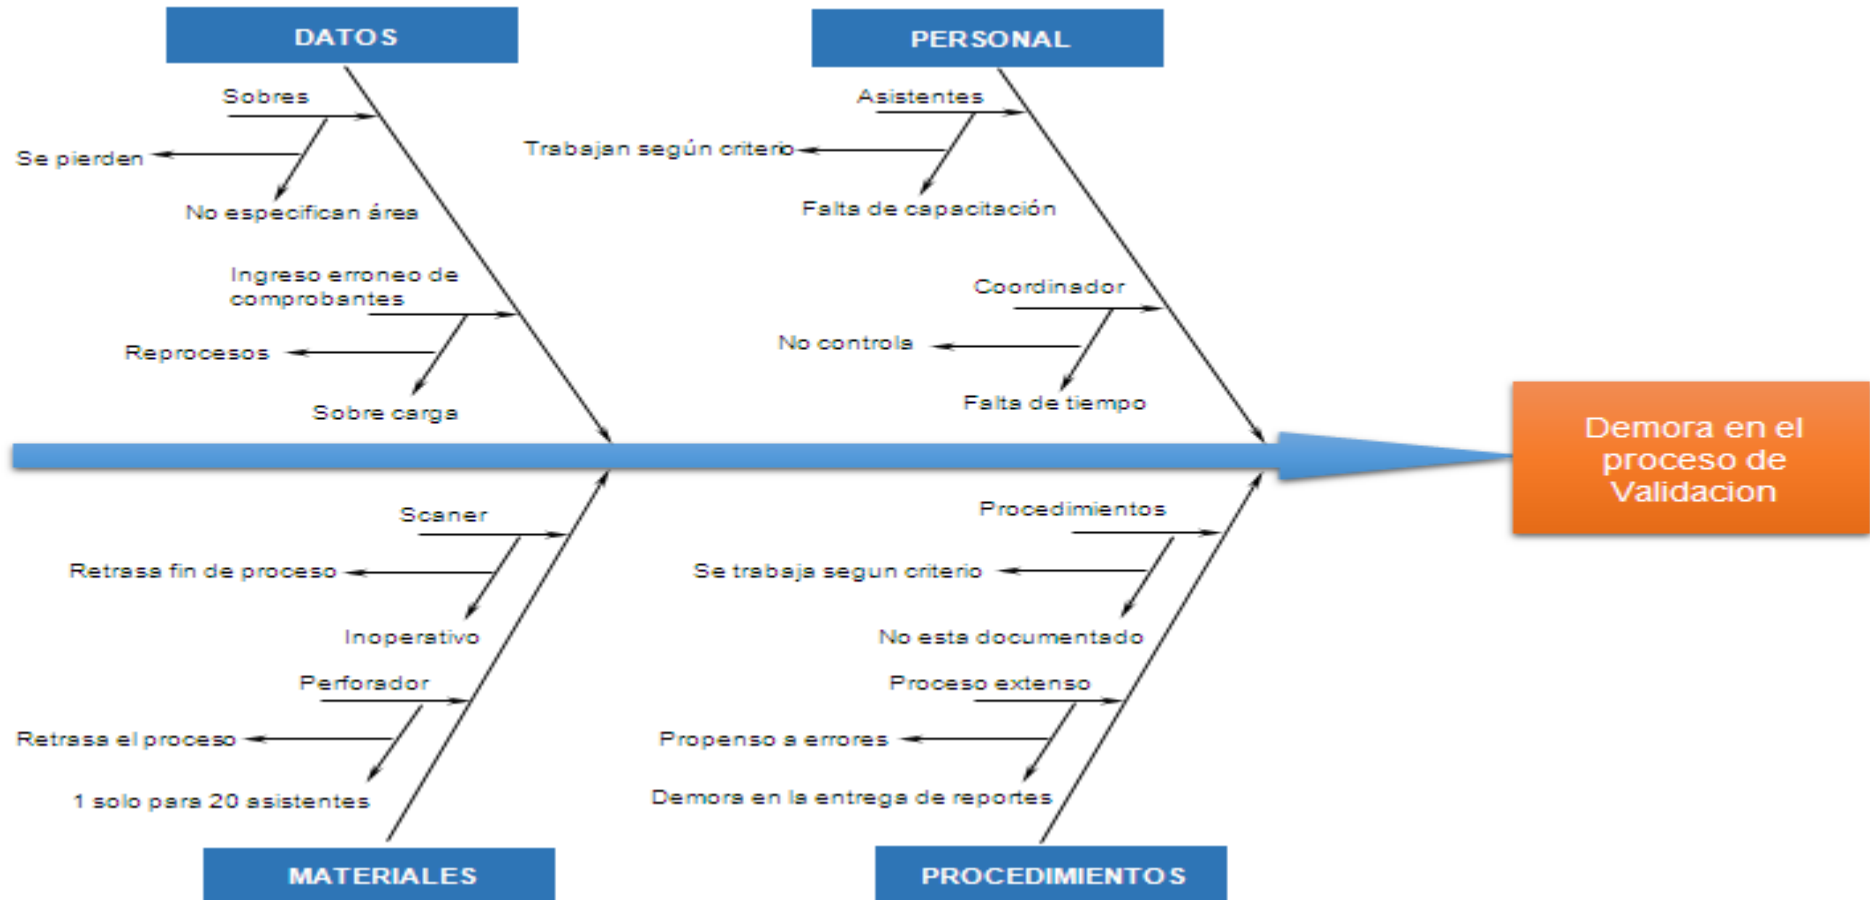 DATOS
PERSONAL
Sobres
Se pierden
No especifican área
Ingreso erroneo de
comprobantes
Reprocesos
Sobre carga
Asistentes
Trabajan según criterio
Falta de capacitación
Coordinador
No controla
Falta de tiempo
Demora en el
proceso de
Validacion
Scaner
Retrasa fin de proceso
Inoperativo
Perforador
Retrasa el proceso
1 solo para 20 asistentes
Procedimientos
Se trabaja segun criterio
No esta documentado
Proceso extenso
Propenso a errores
Demora en la entrega de reportes
MATERIALES
PROCEDIMIENTOS